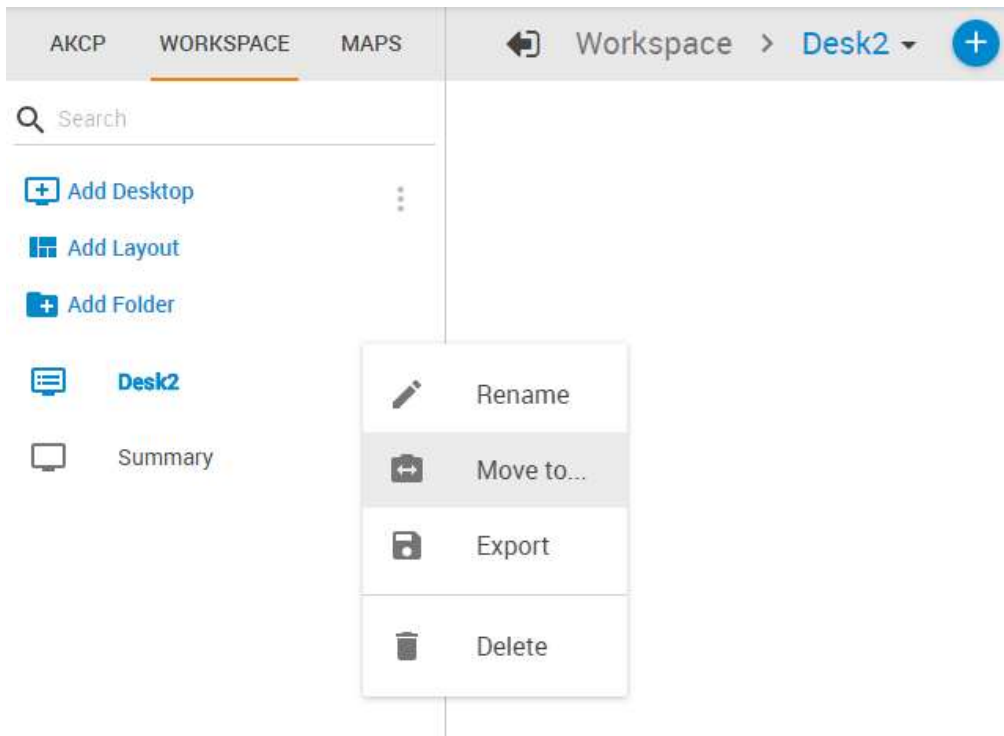 AKCP WORKSPACE MAPS
Workspace > Desk2
Search
Add Desktop
Add Layout
Add Folder
Desk2
Summary
Rename
Move to...
Export
Delete